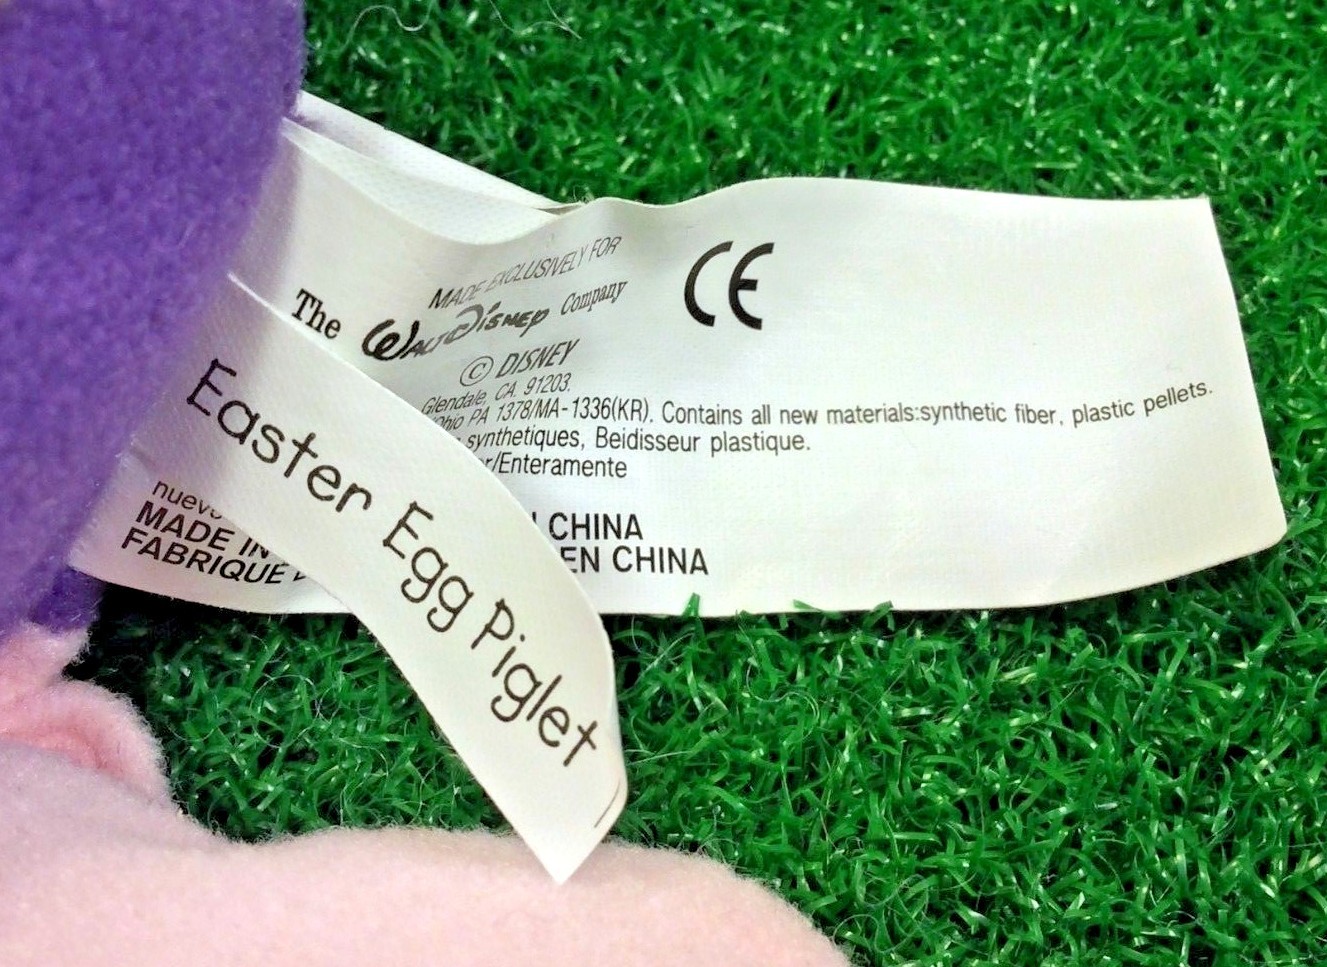 MADE EXCLUSIVELY FOR
The WALT DISNEY Company
© DISNEY
Glendale, CA. 91203.
Ohio PA 1378/MA-1336(KR). Contains all new materials:synthetic fiber, plastic pellets.
synthetiques, Beidisseur plastique.
/Enteramente
CE
nuevo
MADE IN CHINA
FABRIQUE EN CHINA
Easter Egg Piglet